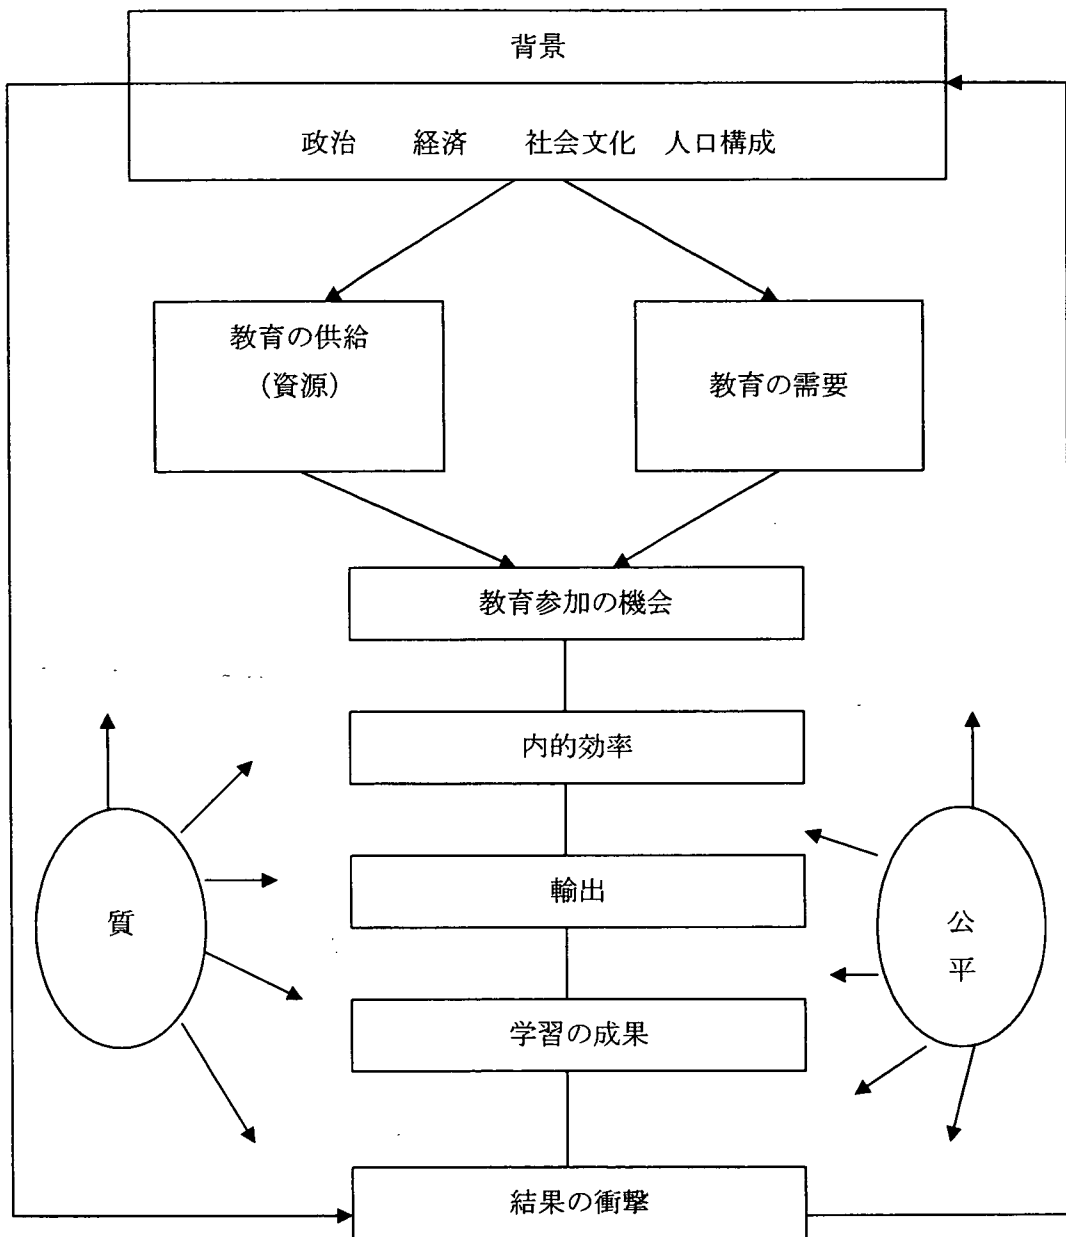 背景
政治 経済 社会文化 人口構成
教育の供給
(資源)
教育の需要
教育参加の機会
内的効率
輸出
質
公
平
学習の成果
結果の衝撃